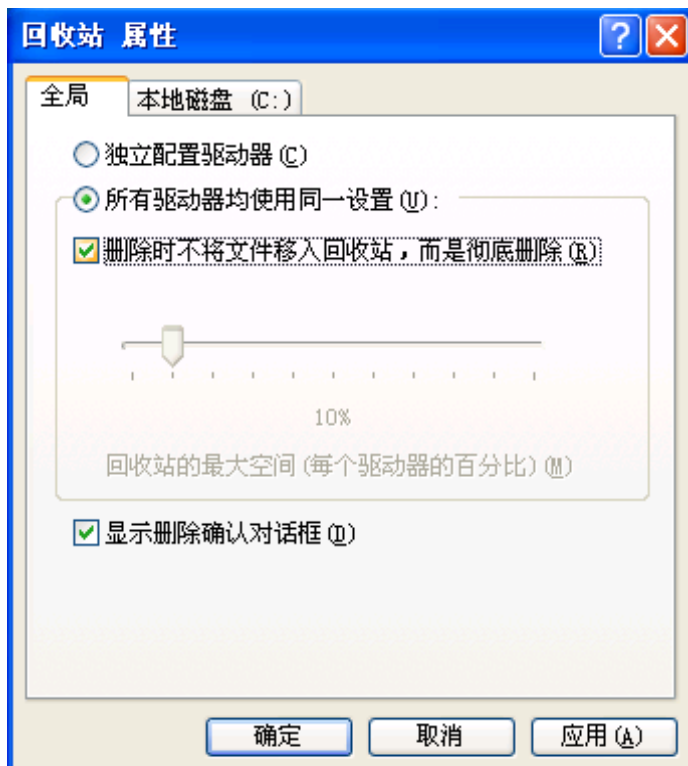 回收站 属性
全局
本地磁盘 (C:)
独立配置驱动器(C)
所有驱动器均使用同一设置(U):
删除时不将文件移入回收站，而是彻底删除(R)
10%
回收站的最大空间(每个驱动器的百分比)(M)
显示删除确认对话框(D)
确定
取消
应用(A)